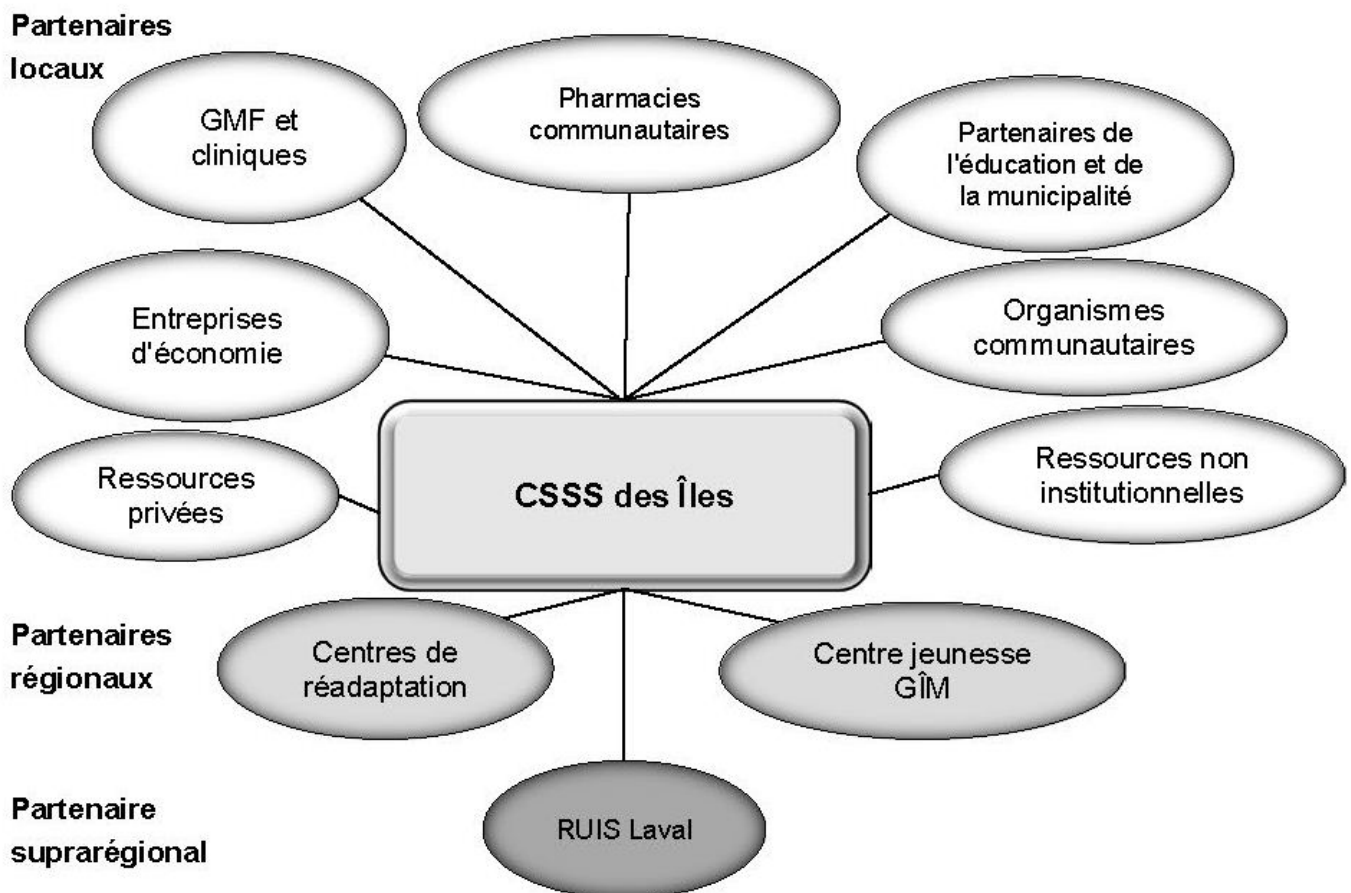 Partenaires
locaux
GMF et
cliniques
Pharmacies
communautaires
Partenaires de
l'éducation et de
la municipalité
Entreprises
d'économie
Organismes
communautaires
Ressources
privées
CSSS des Îles
Ressources non
institutionnelles
Partenaires
régionaux
Centres de
réadaptation
Centre jeunesse
GÎM
Partenaire
suprarégional
RUIS Laval